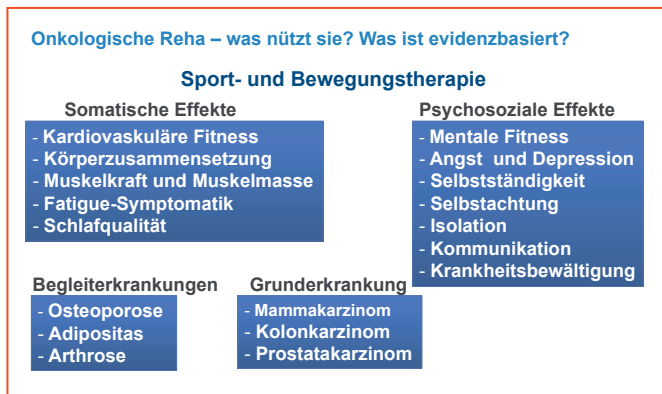 Onkologische Reha – was nützt sie? Was ist evidenzbasiert?
Sport- und Bewegungstherapie
Somatische Effekte
- Kardiovaskuläre Fitness
- Körperzusammensetzung
- Muskelkraft und Muskelmasse
- Fatigue-Symptomatik
- Schlafqualität
Psychosoziale Effekte
- Mentale Fitness
- Angst und Depression
- Selbstständigkeit
- Selbstachtung
- Isolation
- Kommunikation
- Krankheitsbewältigung
Begleiterkrankungen
- Osteoporose
- Adipositas
- Arthrose
Grunderkrankung
- Mammakarzinom
- Kolonkarzinom
- Prostatakarzinom